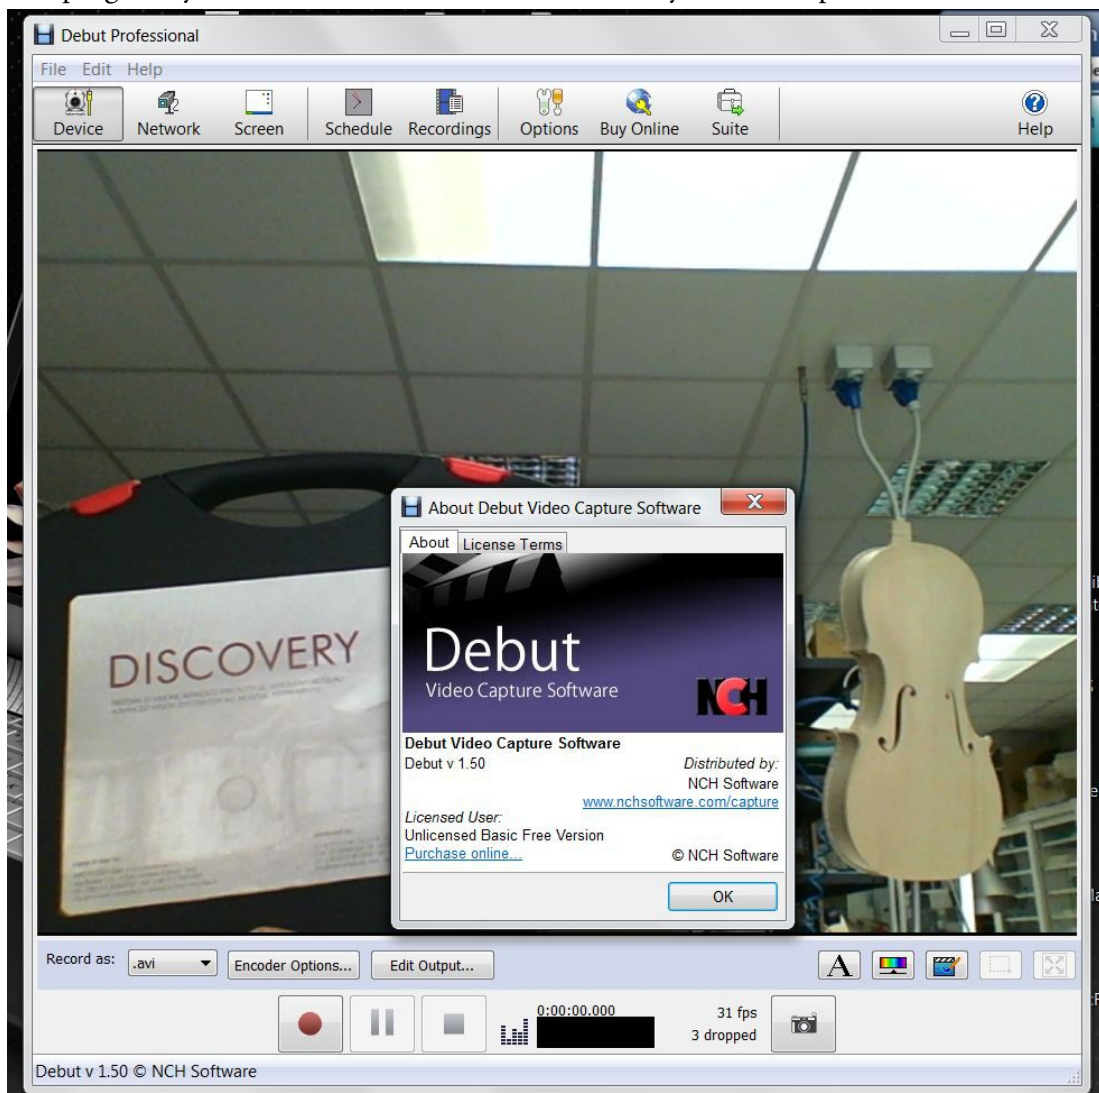 Debut Professional
File Edit Help
Device Network Screen Schedule Recordings Options Buy Online Suite Help
DISCOVERY
About Debut Video Capture Software
About License Terms
Debut
Video Capture Software
NCH
Debut Video Capture Software
Debut v 1.50
Distributed by:
NCH Software
www.nchsoftware.com/capture
Licensed User:
Unlicensed Basic Free Version
Purchase online...
© NCH Software
OK
Record as: .avi Encoder Options... Edit Output... A
0:00:00.000 31 fps
3 dropped
Debut v 1.50 © NCH Software